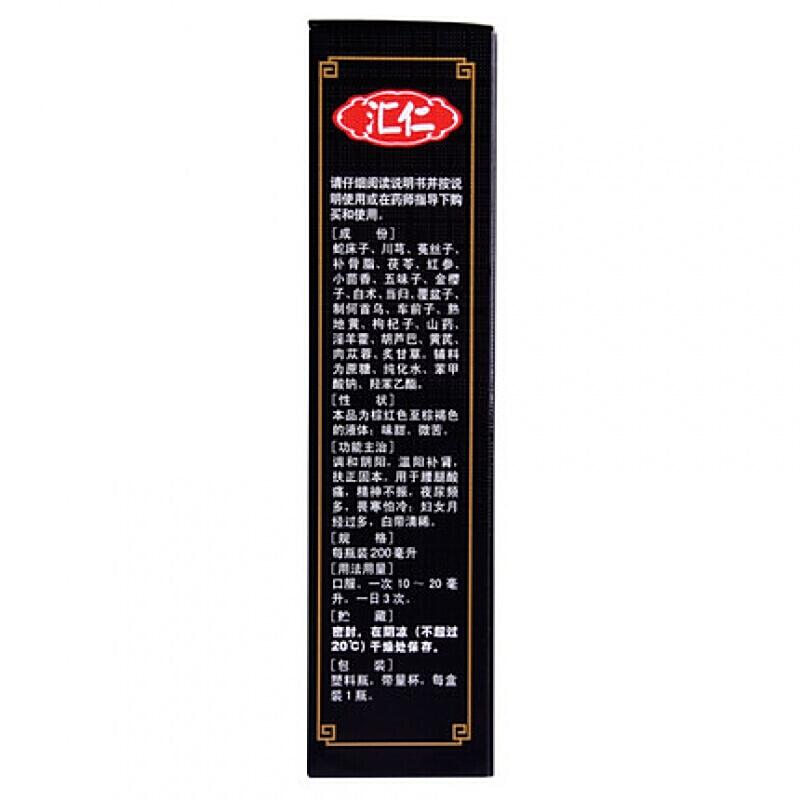 汇仁
请仔细阅读说明书并按说
明使用或在药师指导下购
买和使用。
[成 份]
蛇床子、川芎、菟丝子、
补骨脂、茯苓、红参、
小茴香、五味子、金樱
子、白术、当归、覆盆子、
制何首乌、车前子、熟
地黄、枸杞子、山药、
淫羊藿、胡芦巴、黄芪、
肉苁蓉、炙甘草。辅料
为蔗糖、纯化水、苯甲
酸钠、羟苯乙酯。
[性 状]
本品为棕红色至棕褐色
的液体；味甜、微苦。
[功能主治]
调和阴阳，温阳补肾，
扶正固本。用于腰腿酸
痛，精神不振，夜尿频
多，畏寒怕冷；妇女月
经过多，白带清稀。
[规 格]
每瓶装200毫升
[用法用量]
口服。一次10～20毫
升，一日3次。
[贮 藏]
密封，在阴凉（不超过
20℃）干燥处保存。
[包 装]
塑料瓶，带量杯，每盒
装1瓶。